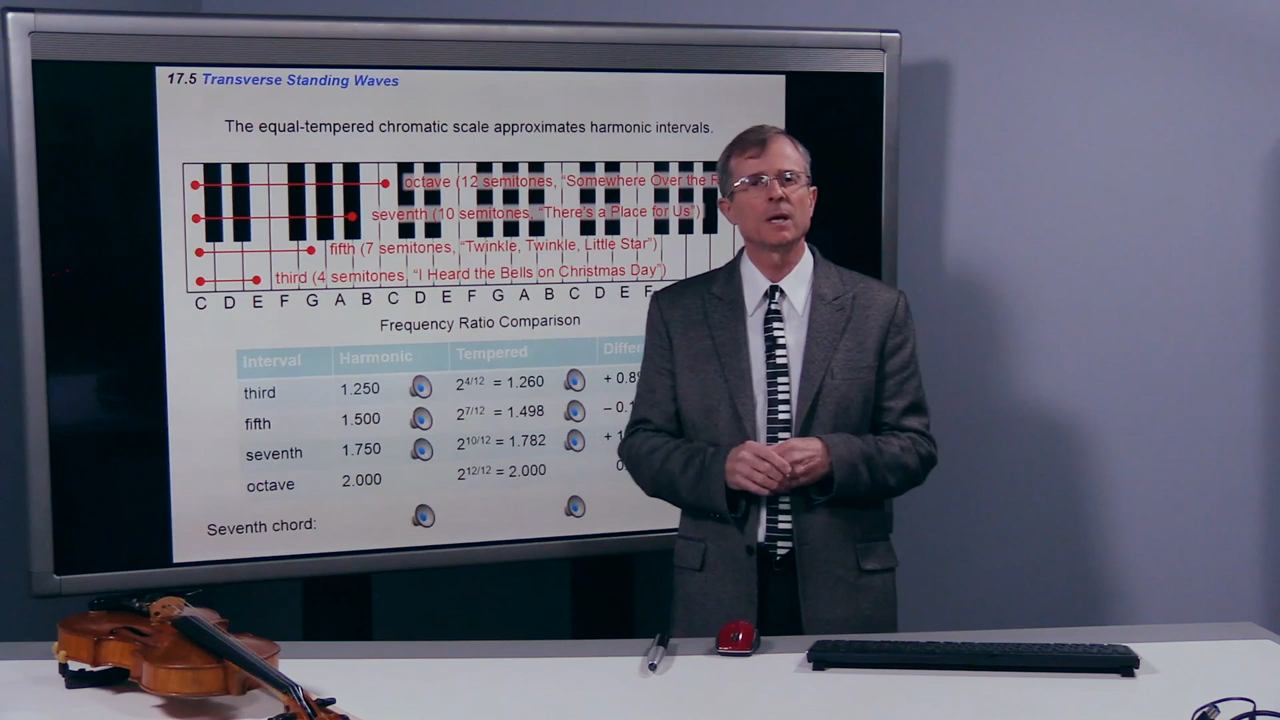 17.5 Transverse Standing Waves
The equal-tempered chromatic scale approximates harmonic intervals.
octave (12 semitones, “Somewhere Over the
seventh (10 semitones, “There's a Place for Us”)
fifth (7 semitones, “Twinkle, Twinkle, Little Star”)
third (4 semitones, “I Heard the Bells on Christmas Day”)
C D E F G A B C D E F G A B C D E F
Frequency Ratio Comparison
Interval Harmonic Tempered
third 1.250 2^4/12 = 1.260 + 0.8
fifth 1.500 2^7/12 = 1.498 – 0.1
seventh 1.750 2^10/12 = 1.782 + 1
octave 2.000 2^12/12 = 2.000 0
Seventh chord: